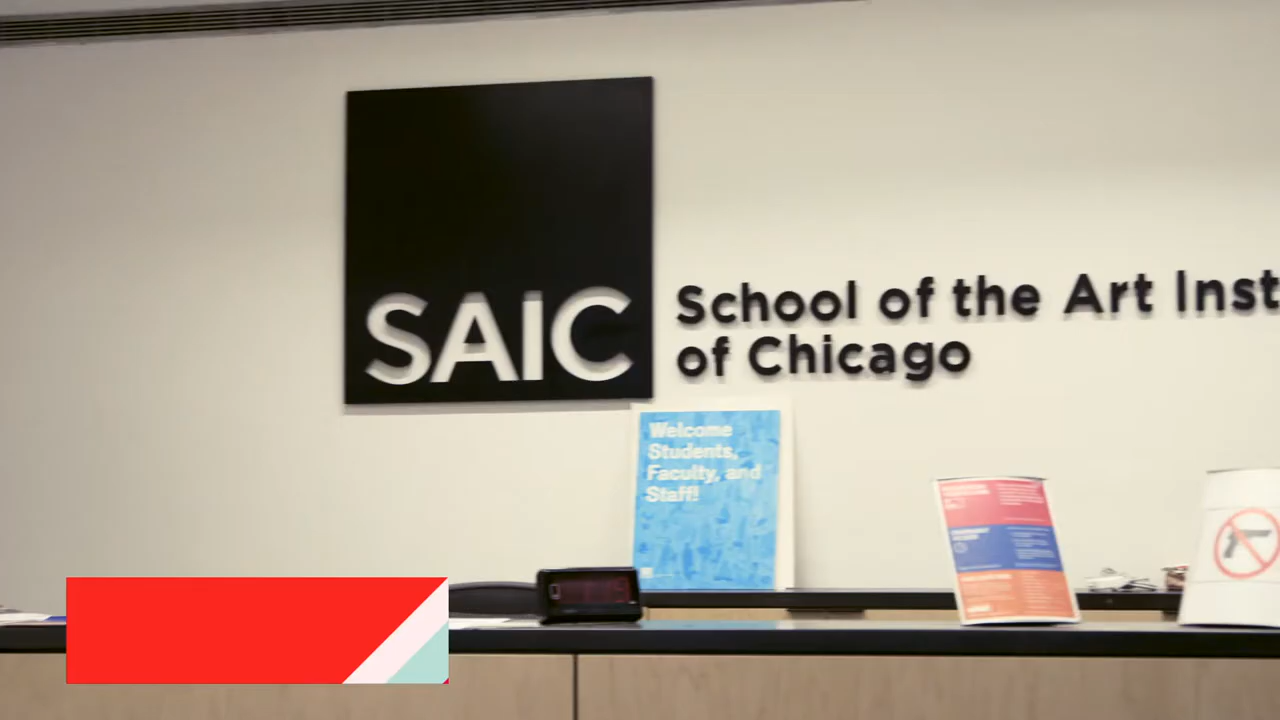 SAIC
School of the Art Inst
of Chicago
Welcome
Students,
Faculty, and
Staff!